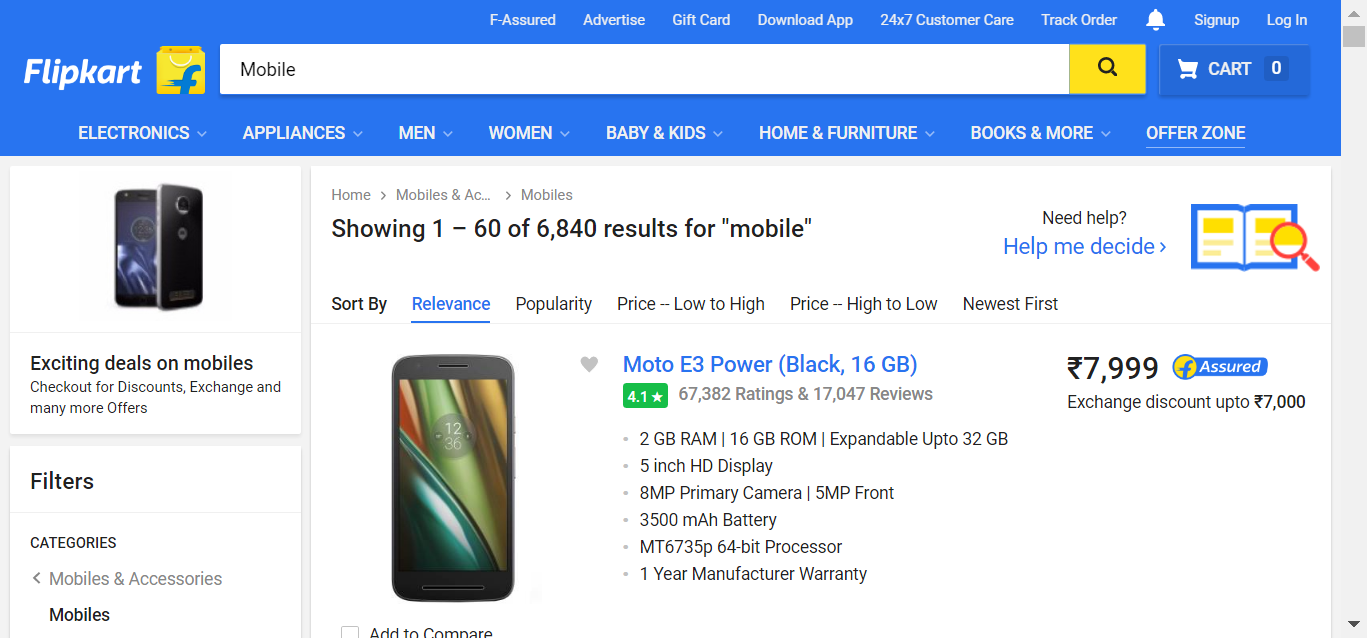 F-Assured Advertise Gift Card Download App 24x7 Customer Care Track Order Signup Log In
Flipkart Mobile CART 0
ELECTRONICS APPLIANCES MEN WOMEN BABY & KIDS HOME & FURNITURE BOOKS & MORE OFFER ZONE
Exciting deals on mobiles
Checkout for Discounts, Exchange and
many more Offers
Filters
CATEGORIES
Mobiles & Accessories
Mobiles
Home > Mobiles & Ac... > Mobiles
Showing 1 – 60 of 6,840 results for "mobile"
Need help?
Help me decide ›
Sort By Relevance Popularity Price -- Low to High Price -- High to Low Newest First
12
36
Add to Compare
Moto E3 Power (Black, 16 GB)
4.1 ★ 67,382 Ratings & 17,047 Reviews
2 GB RAM | 16 GB ROM | Expandable Upto 32 GB
5 inch HD Display
8MP Primary Camera | 5MP Front
3500 mAh Battery
MT6735p 64-bit Processor
1 Year Manufacturer Warranty
₹7,999 f Assured
Exchange discount upto ₹7,000